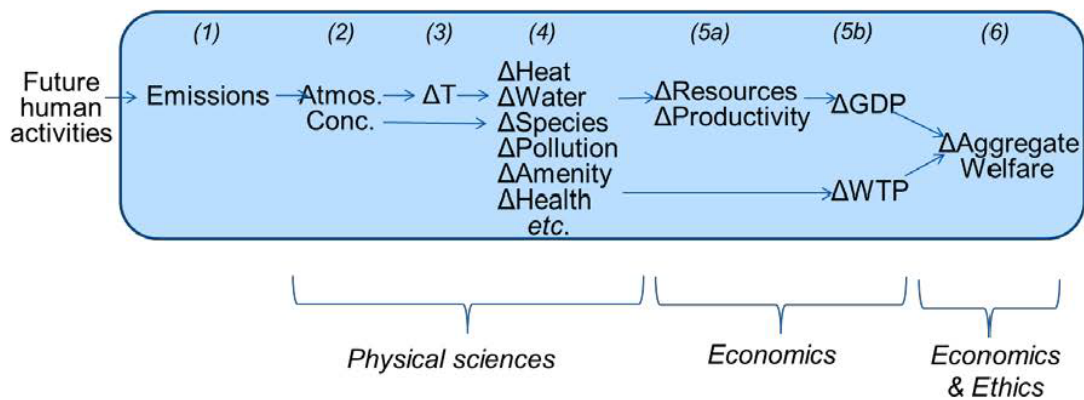 (1) (2) (3) (4) (5a) (5b) (6)
Future
human
activities
Emissions
Atmos.
Conc.
ΔT
ΔHeat
ΔWater
ΔSpecies
ΔPollution
ΔAmenity
ΔHealth
etc.
ΔResources
ΔProductivity
ΔGDP
ΔWTP
ΔAggregate
Welfare
Physical sciences
Economics
Economics
& Ethics